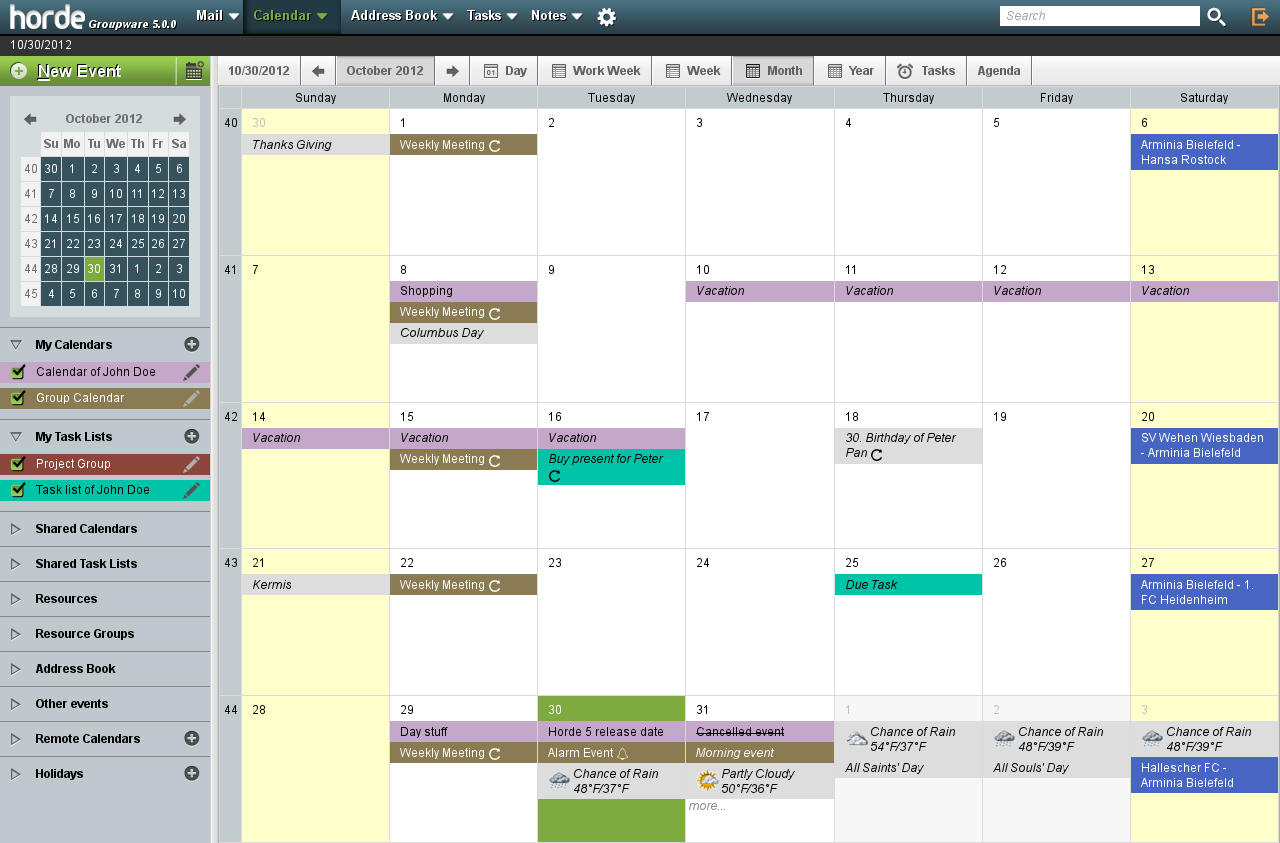 horde Groupware 5.0.0 Mail Calendar Address Book Tasks Notes Search
10/30/2012
New Event
10/30/2012 October 2012 Day Work Week Week Month Year Tasks Agenda
October 2012
Su Mo Tu We Th Fr Sa
40 30 1 2 3 4 5 6
41 7 8 9 10 11 12 13
42 14 15 16 17 18 19 20
43 21 22 23 24 25 26 27
44 28 29 30 31 1 2 3
45 4 5 6 7 8 9 10
My Calendars
Calendar of John Doe
Group Calendar
My Task Lists
Project Group
Task list of John Doe
Shared Calendars
Shared Task Lists
Resources
Resource Groups
Address Book
Other events
Remote Calendars
Holidays
Sunday Monday Tuesday Wednesday Thursday Friday Saturday
40 30 1 2 3 4 5 6
Thanks Giving Weekly Meeting Arminia Bielefeld -
Hansa Rostock
41 7 8 9 10 11 12 13
Shopping Vacation Vacation Vacation Vacation
Weekly Meeting
Columbus Day
42 14 15 16 17 18 19 20
Vacation Vacation Vacation 30. Birthday of Peter SV Wehen Wiesbaden
Pan - Arminia Bielefeld
Weekly Meeting Buy present for Peter
43 21 22 23 24 25 26 27
Kermis Weekly Meeting Due Task Arminia Bielefeld - 1.
FC Heidenheim
44 28 29 30 31 1 2 3
Day stuff Horde 5 release date Cancelled event Chance of Rain Chance of Rain Chance of Rain
54°F/37°F 48°F/39°F 48°F/39°F
Weekly Meeting Alarm Event Morning event
All Saints' Day All Souls' Day Hallescher FC -
Arminia Bielefeld
Chance of Rain Partly Cloudy
48°F/37°F 50°F/36°F
more...